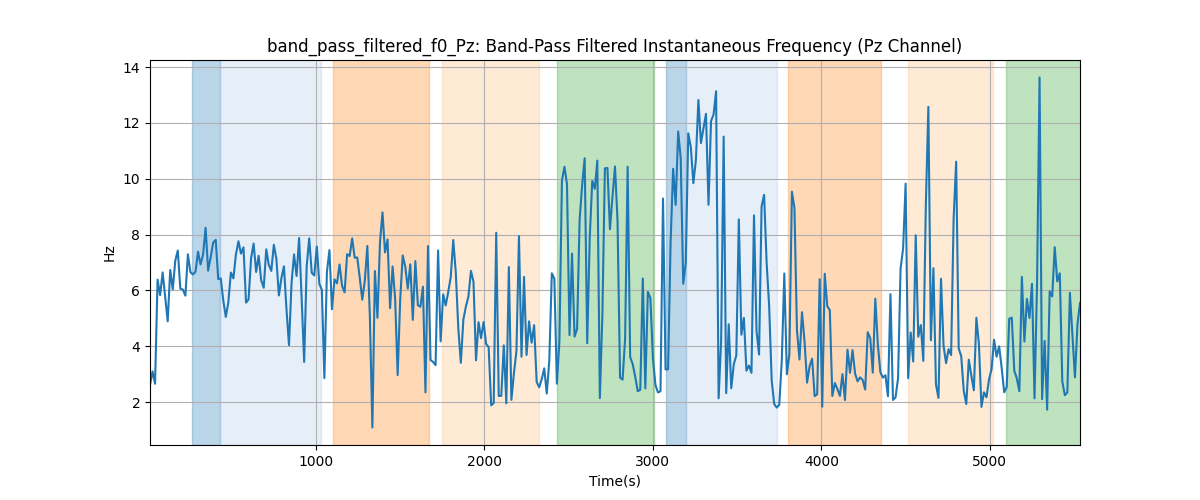 band_pass_filtered_f0_Pz: Band-Pass Filtered Instantaneous Frequency (Pz Channel)
14
12
10
8
6
4
2
Hz
1000 2000 3000 4000 5000
Time(s)